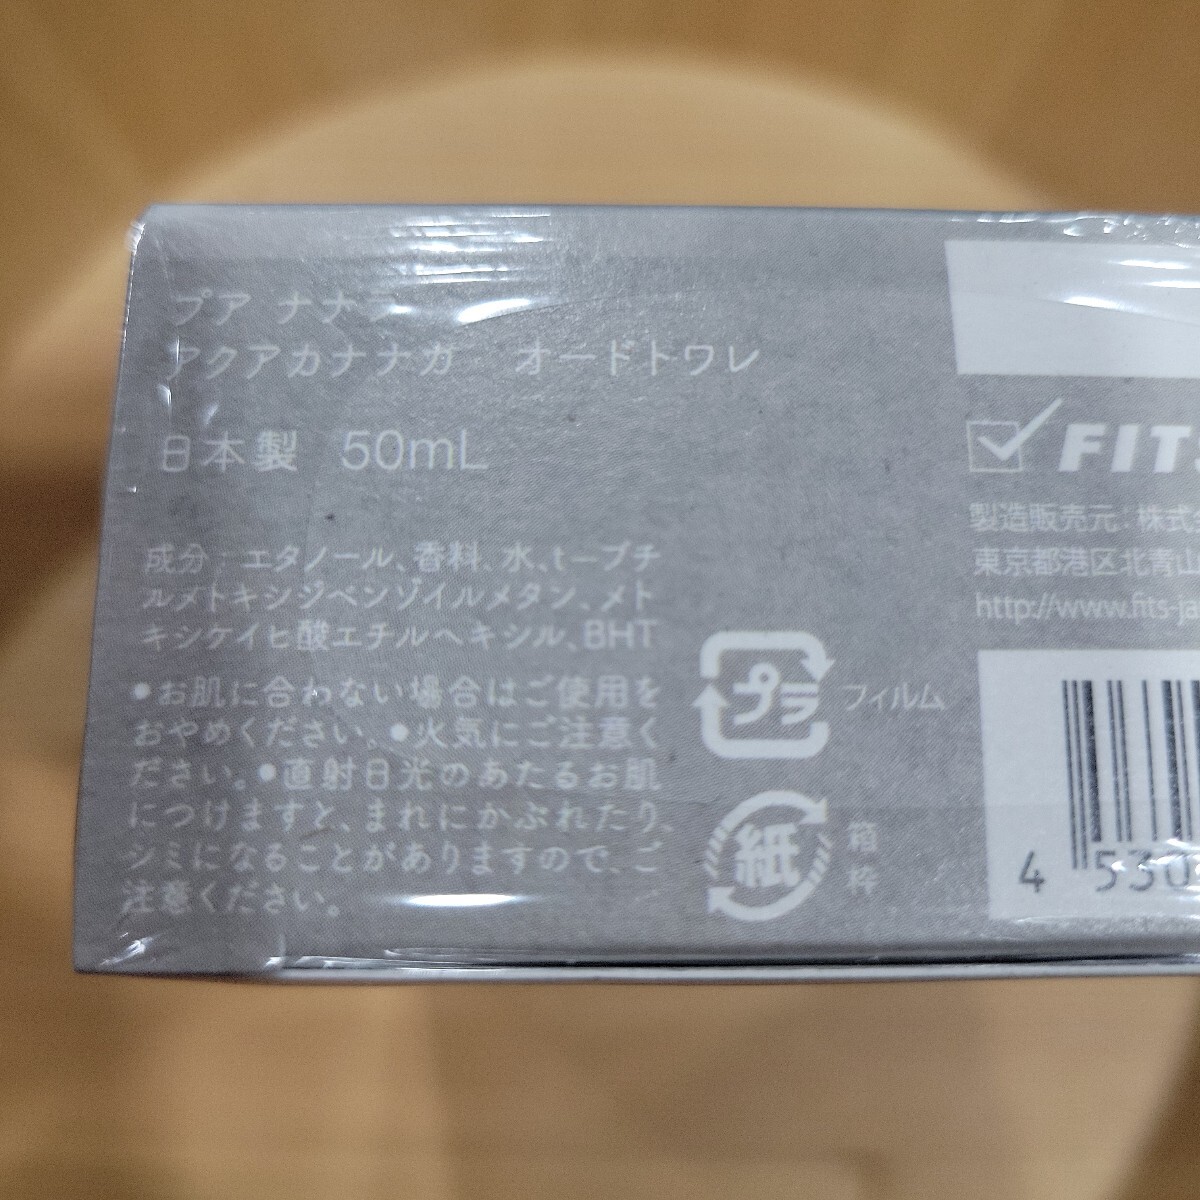 プア ナナラ
アクアカナナガ オードトワレ
日本製 50mL
成分:エタノール、香料、水、t-ブチ
ルメトキシジベンゾイルメタン、メト
キシケイヒ酸エチルヘキシル、BHT
●お肌に合わない場合はご使用を
おやめください。●火気にご注意く
ださい。●直射日光のあたるお肌
につけますと、まれにかぶれたり、
シミになることがありますので、ご
注意ください。
プラ フィルム
紙 箱 枠
FITS
製造販売元:株式
東京都港区北青山
http://www.fits-ja
4 530